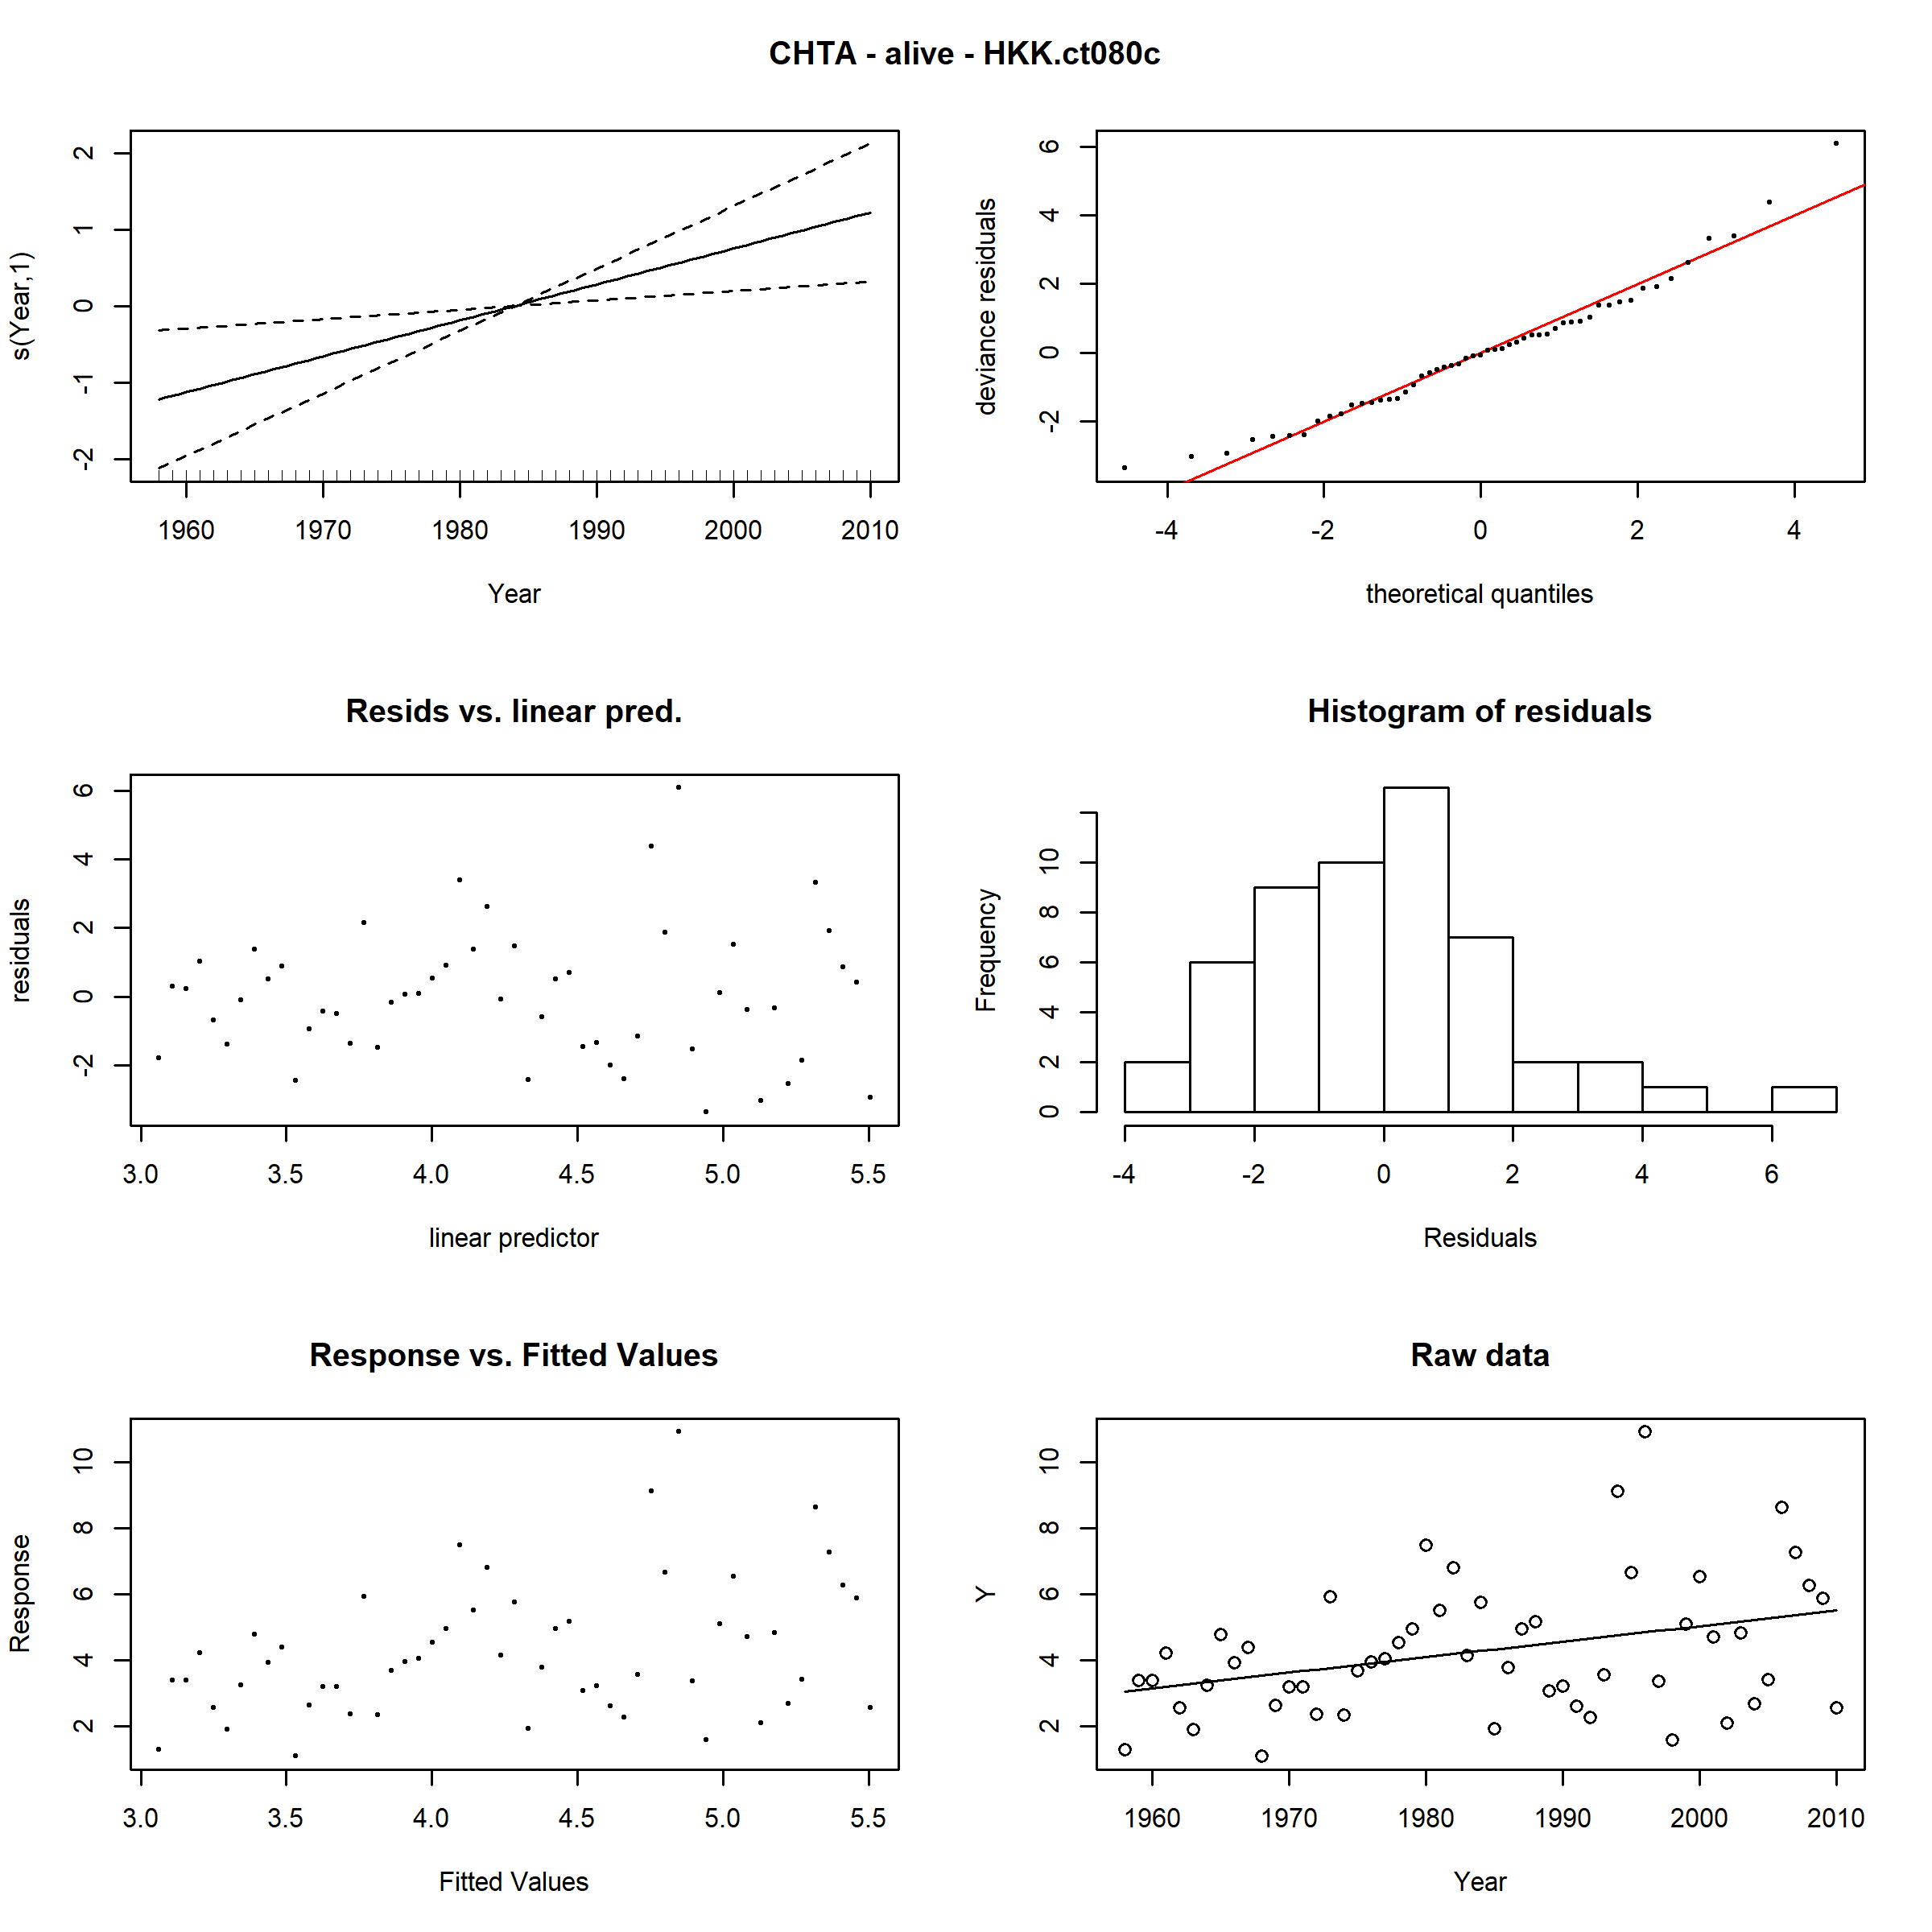 CHTA - alive - HKK.ct080c
s(Year,1)
2
1
0
-1
-2
1960 1970 1980 1990 2000 2010
Year
deviance residuals
6
4
2
0
-2
-4 -2 0 2 4
theoretical quantiles
Resids vs. linear pred.
residuals
6
4
2
0
-2
3.0 3.5 4.0 4.5 5.0 5.5
linear predictor
Histogram of residuals
Frequency
10
8
6
4
2
0
-4 -2 0 2 4 6
Residuals
Response vs. Fitted Values
Response
10
8
6
4
2
3.0 3.5 4.0 4.5 5.0 5.5
Fitted Values
Raw data
Y
10
8
6
4
2
1960 1970 1980 1990 2000 2010
Year